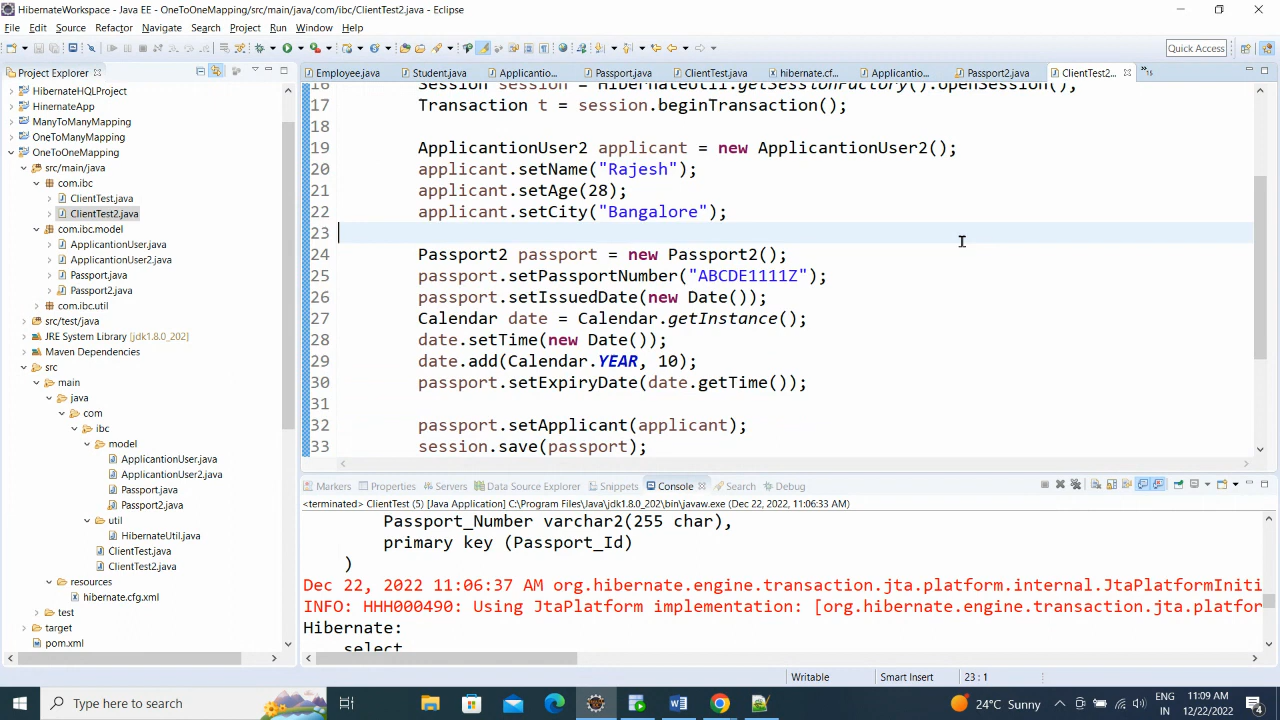 HibernateWorkspace - Java EE - OneToOneMapping/src/main/java/com/ibc/ClientTest2.java - Eclipse
File Edit Source Refactor Navigate Search Project Run Window Help
Quick Access
Project Explorer
Employee.java Student.java Applicatio... Passport.java ClientTest.java hibernate.cf... Applicantio... Passport2.java ClientTest2...
HibernateHQLProject
HinernateApp
ManyToManyMapping
OneToManyMapping
OneToOneMapping
src/main/java
com.ibc
ClientTest.java
ClientTest2.java
com.ibc.model
ApplicantionUser.java
ApplicantionUser2.java
Passport.java
Passport2.java
com.ibc.util
src/test/java
JRE System Library [jdk1.8.0_202]
Maven Dependencies
src
main
java
com
ibc
model
ApplicantionUser.java
ApplicantionUser2.java
Passport.java
Passport2.java
util
HibernateUtil.java
ClientTest.java
ClientTest2.java
resources
hibernate.cfg.xml
test
target
pom.xml
16 Session session = HibernateUtil.getSessionFactory().openSession();
17 Transaction t = session.beginTransaction();
18
19 ApplicantionUser2 applicant = new ApplicantionUser2();
20 applicant.setName("Rajesh");
21 applicant.setAge(28);
22 applicant.setCity("Bangalore");
23
24 Passport2 passport = new Passport2();
25 passport.setPassportNumber("ABCDE1111Z");
26 passport.setIssuedDate(new Date());
27 Calendar date = Calendar.getInstance();
28 date.setTime(new Date());
29 date.add(Calendar.YEAR, 10);
30 passport.setExpiryDate(date.getTime());
31
32 passport.setApplicant(applicant);
33 session.save(passport);
Markers Properties Servers Data Source Explorer Snippets Console Search Debug
<terminated> ClientTest (5) [Java Application] C:\Program Files\Java\jdk1.8.0_202\bin\javaw.exe (Dec 22, 2022, 11:06:33 AM)
Passport_Number varchar2(255 char),
primary key (Passport_Id)
)
Dec 22, 2022 11:06:37 AM org.hibernate.engine.transaction.jta.platform.internal.JtaPlatformIniti
INFO: HHH000490: Using JtaPlatform implementation: [org.hibernate.engine.transaction.jta.platfor
Hibernate:
select
Writable Smart Insert 23 : 1
Type here to search
24°C Sunny
ENG
IN
11:09 AM
12/22/2022
4